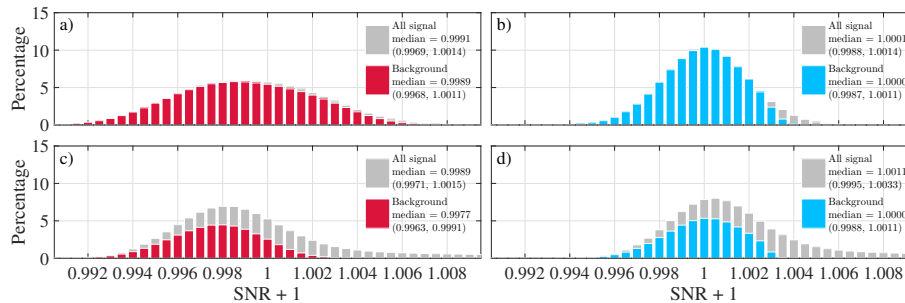 15
10
5
0
Percentage
a)
All signal
median = 0.9991
(0.9969, 1.0014)
Background
median = 0.9989
(0.9968, 1.0011)
b)
All signal
median = 1.0001
(0.9988, 1.0014)
Background
median = 1.0000
(0.9987, 1.0011)
15
10
5
0
Percentage
c)
All signal
median = 0.9989
(0.9971, 1.0015)
Background
median = 0.9977
(0.9963, 0.9991)
d)
All signal
median = 1.0011
(0.9995, 1.0033)
Background
median = 1.0000
(0.9988, 1.0011)
0.992 0.994 0.996 0.998 1 1.002 1.004 1.006 1.008
0.992 0.994 0.996 0.998 1 1.002 1.004 1.006 1.008
SNR + 1
SNR + 1